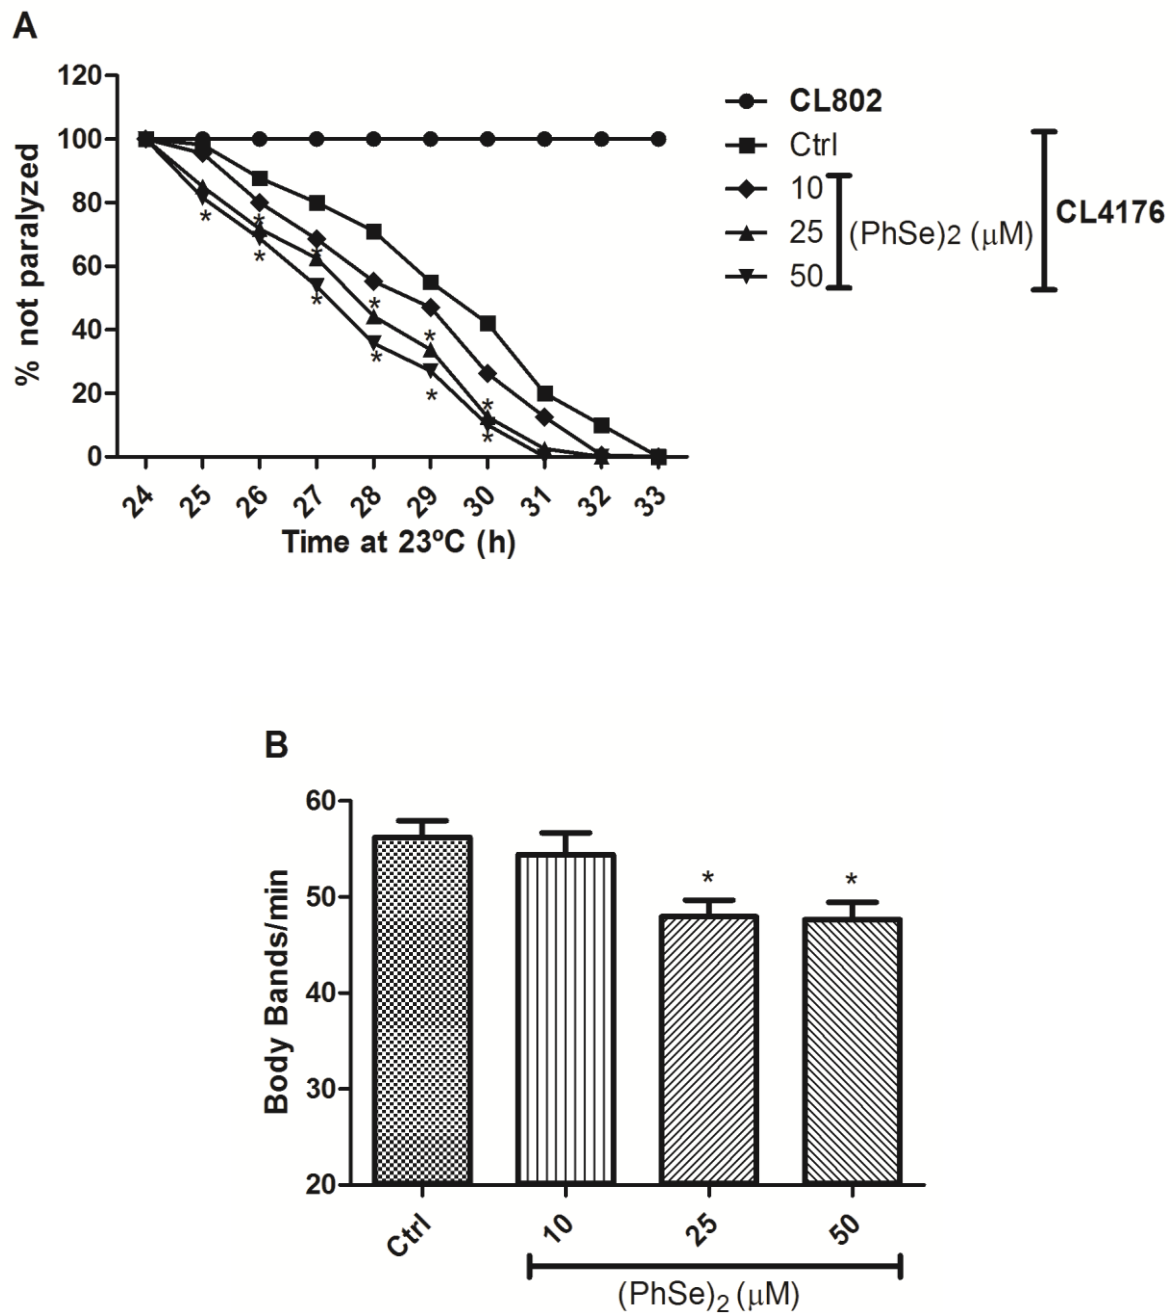 A
120
100
80
60
40
20
0
% not paralyzed
24 25 26 27 28 29 30 31 32 33
Time at 23ºC (h)
* * * * * * * * * * * *
CL802
Ctrl
10
25
50
(PhSe)2 (μM)
CL4176
B
60
50
40
30
20
Body Bands/min
* *
Ctrl 10 25 50
(PhSe)2 (μM)